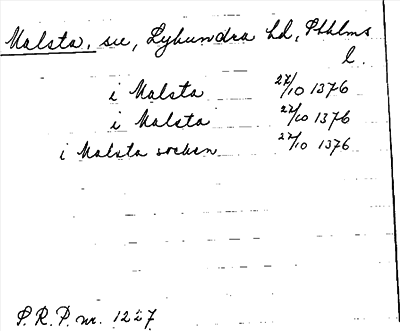 Malsta, sn, Lyhundra hd, Sthlms
l.
i Malsta 27/10 1376
i Malsta 27/10 1376
i Malsta socken 27/10 1376
S.R.P. nr. 1227